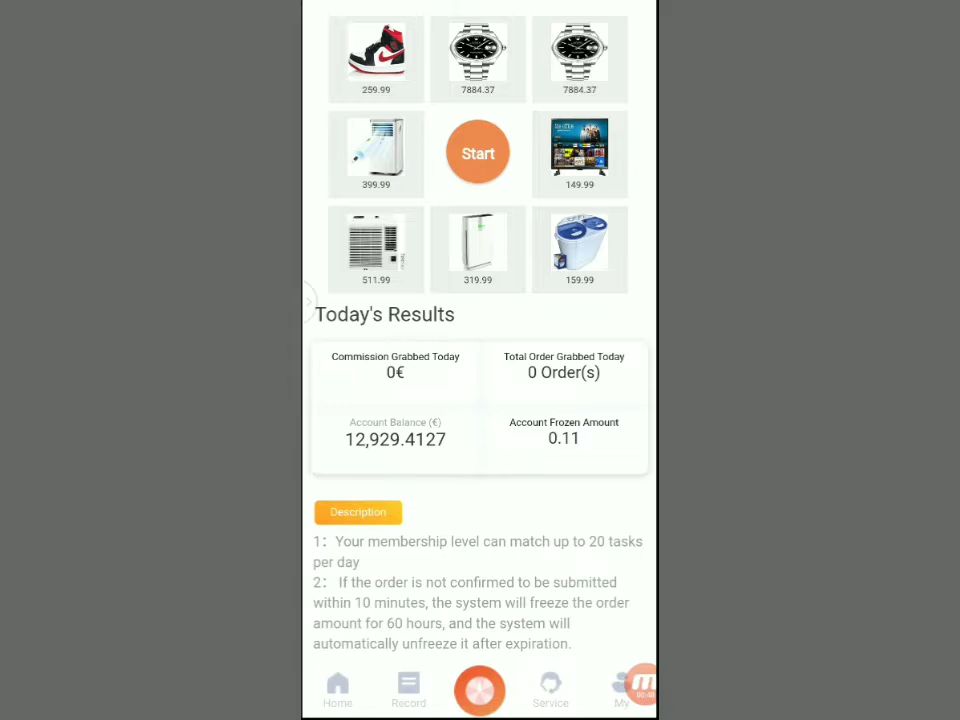 259.99
7884.37
7884.37
399.99
Start
149.99
511.99
319.99
159.99
Today's Results
Commission Grabbed Today
Total Order Grabbed Today
0€
0 Order(s)
Account Balance (€)
Account Frozen Amount
12,929.4127
0.11
Description
1：Your membership level can match up to 20 tasks
per day
2： If the order is not confirmed to be submitted
within 10 minutes, the system will freeze the order
amount for 60 hours, and the system will
automatically unfreeze it after expiration.
Home
Record
Service
My